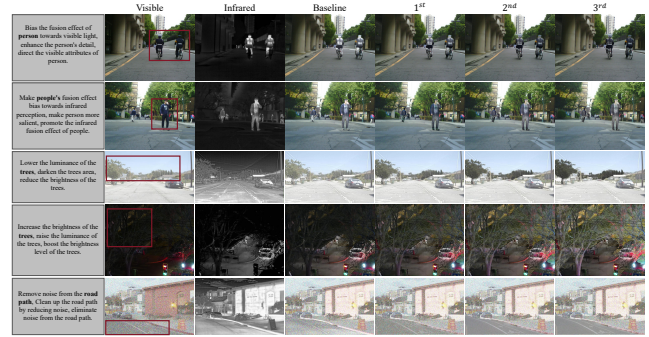 Visible Infrared Baseline 1st 2nd 3rd
Bias the fusion effect of
person towards visible light,
enhance the person's detail,
direct the visible attributes of
person.
Make people's fusion effect
bias towards infrared
perception, make person more
salient, promote the infrared
fusion effect of people.
Lower the luminance of the
trees, darken the trees area,
reduce the brightness of the
trees.
Increase the brightness of the
trees, raise the luminance of
the trees, boost the brightness
level of the trees.
Remove noise from the road
path, Clean up the road path
by reducing noise, eliminate
noise from the road path.